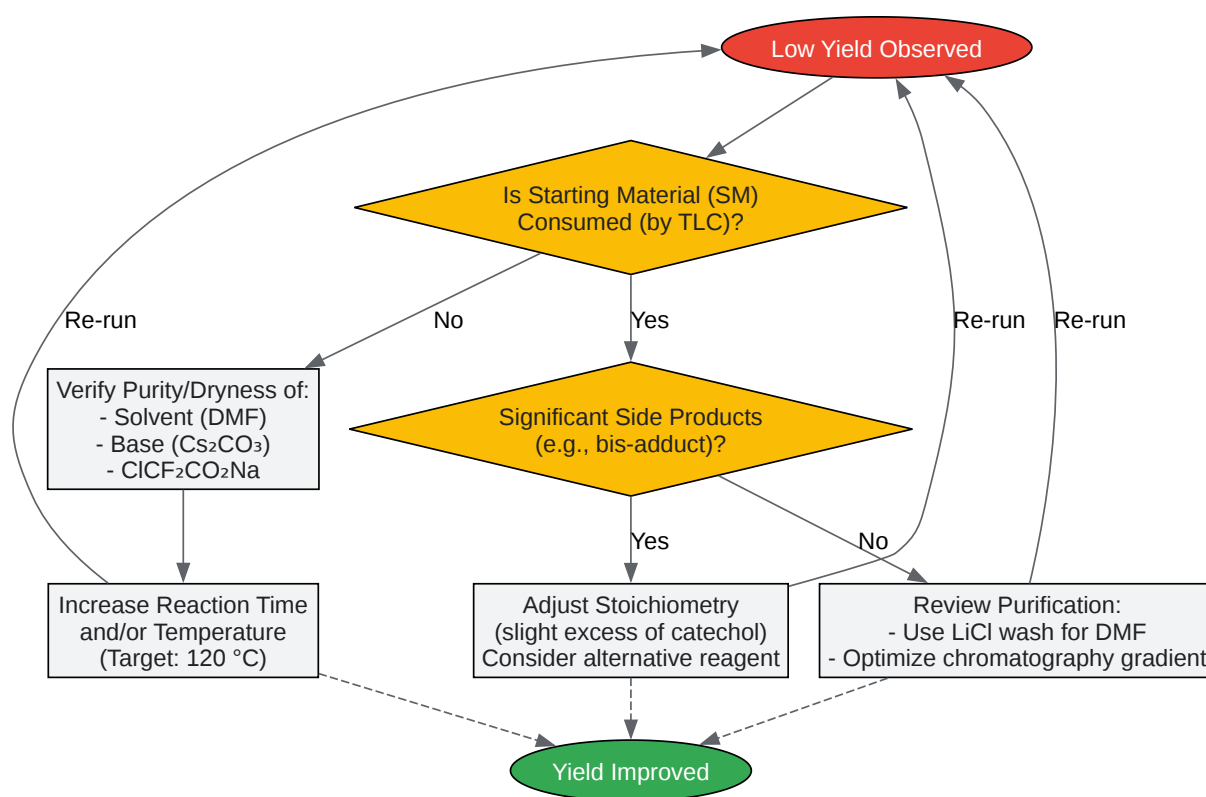 Low Yield Observed
Is Starting Material (SM)
Consumed (by TLC)?
Re-run
No
Yes
Re-run
Re-run
Verify Purity/Dryness of:
- Solvent (DMF)
- Base (Cs₂CO₃)
- ClCF₂CO₂Na
Significant Side Products
(e.g., bis-adduct)?
Yes
No
Increase Reaction Time
and/or Temperature
(Target: 120 °C)
Adjust Stoichiometry
(slight excess of catechol)
Consider alternative reagent
Review Purification:
- Use LiCl wash for DMF
- Optimize chromatography gradient
Yield Improved